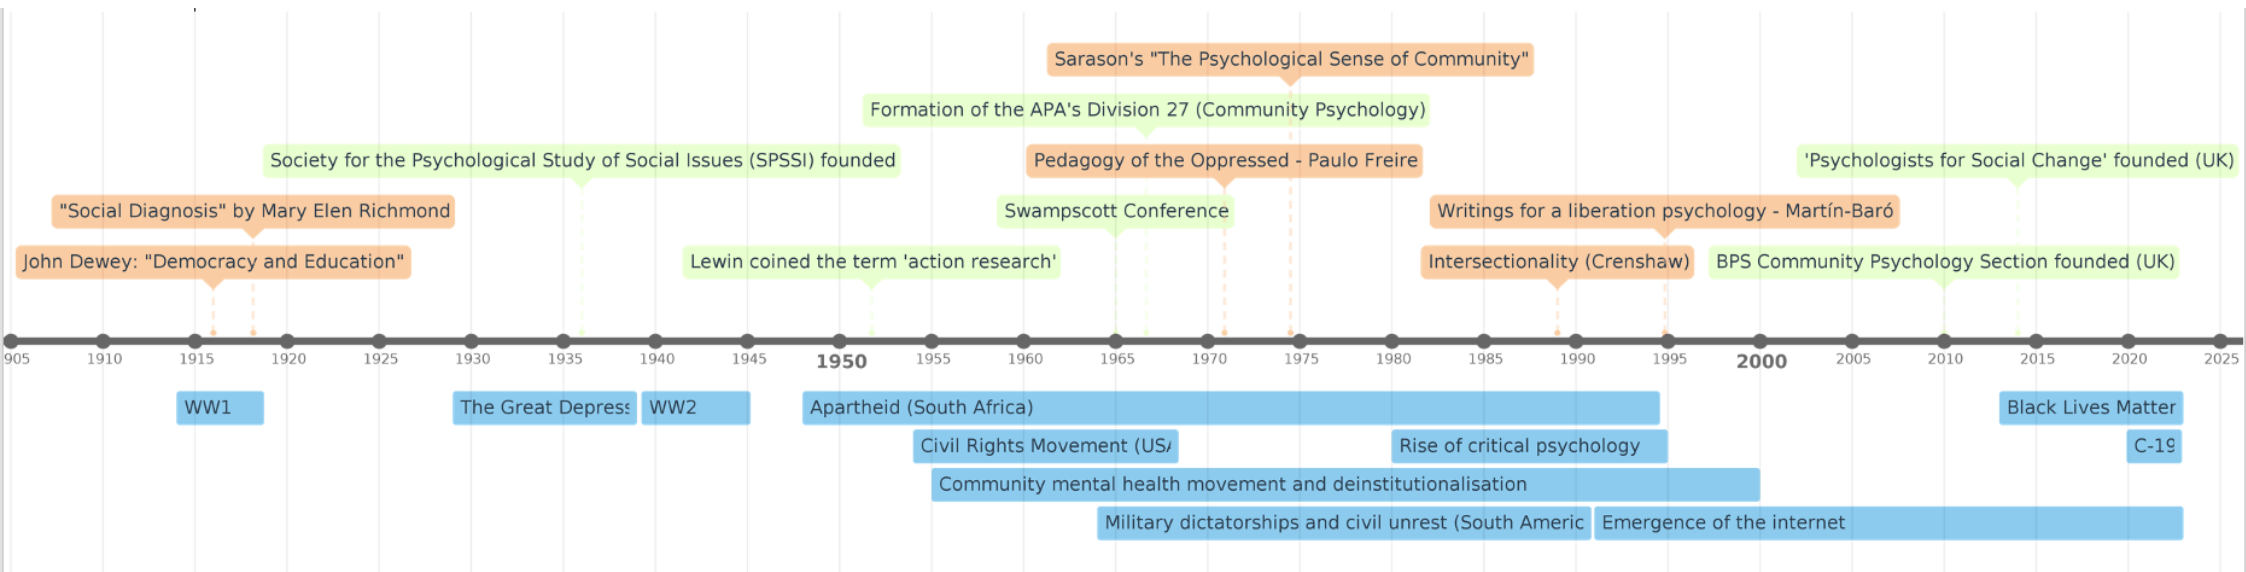 Sarason's "The Psychological Sense of Community"
Formation of the APA's Division 27 (Community Psychology)
Society for the Psychological Study of Social Issues (SPSSI) founded
Pedagogy of the Oppressed - Paulo Freire
'Psychologists for Social Change' founded (UK)
"Social Diagnosis" by Mary Elen Richmond
Swampscott Conference
Writings for a liberation psychology - Martín-Baró
John Dewey: "Democracy and Education"
Lewin coined the term 'action research'
Intersectionality (Crenshaw)
BPS Community Psychology Section founded (UK)
905 1910 1915 1920 1925 1930 1935 1940 1945 1950 1955 1960 1965 1970 1975 1980 1985 1990 1995 2000 2005 2010 2015 2020 2025
WW1
The Great Depress
WW2
Apartheid (South Africa)
Black Lives Matter
Civil Rights Movement (USA
Rise of critical psychology
C-19
Community mental health movement and deinstitutionalisation
Military dictatorships and civil unrest (South Americ
Emergence of the internet